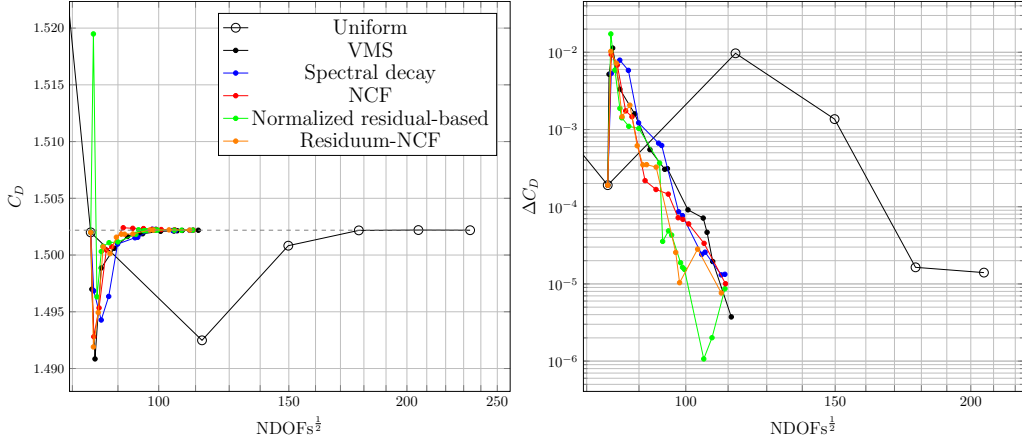 1.520
1.515
1.510
1.505
1.500
1.495
1.490
C_D
100
150
200
250
NDOFs^{\frac{1}{2}}
Uniform
VMS
Spectral decay
NCF
Normalized residual-based
Residuum-NCF
10^{-2}
10^{-3}
10^{-4}
10^{-5}
10^{-6}
ΔC_D
100
150
200
NDOFs^{\frac{1}{2}}